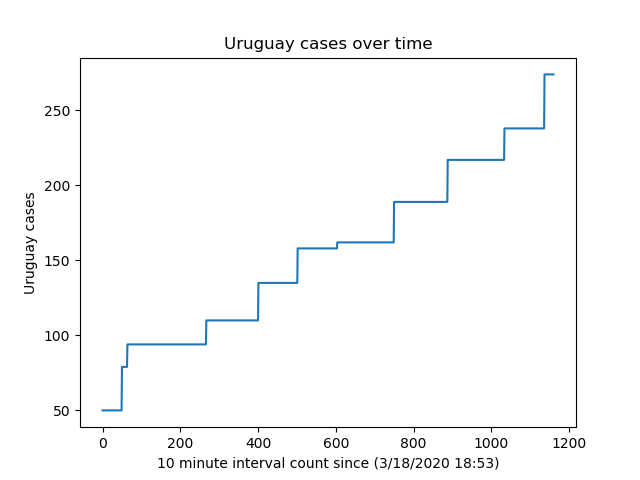 Uruguay cases over time
250
200
150
100
50
Uruguay cases
0 200 400 600 800 1000 1200
10 minute interval count since (3/18/2020 18:53)